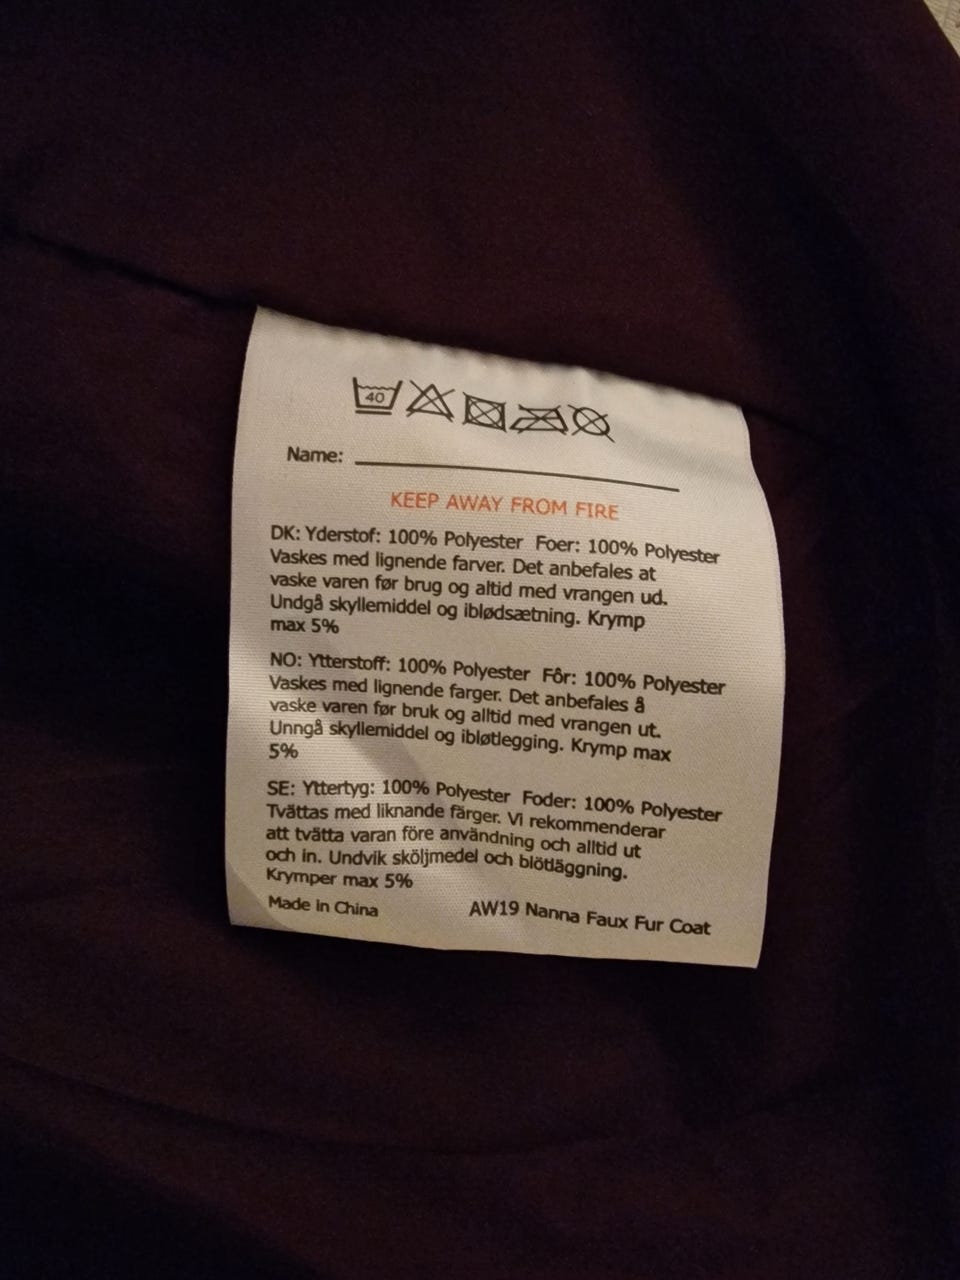 40
Name:
KEEP AWAY FROM FIRE
DK: Yderstof: 100% Polyester Foer: 100% Polyester
Vaskes med lignende farver. Det anbefales at
vaske varen før brug og altid med vrangen ud.
Undgå skyllemiddel og iblødsætning. Krymp
max 5%
NO: Ytterstoff: 100% Polyester Fôr: 100% Polyester
Vaskes med lignende farger. Det anbefales å
vaske varen før bruk og alltid med vrangen ut.
Unngå skyllemiddel og ibløtlegging. Krymp max
5%
SE: Yttertyg: 100% Polyester Foder: 100% Polyester
Tvättas med liknande färger. Vi rekommenderar
att tvätta varan före användning och alltid ut
och in. Undvik sköljmedel och blötläggning.
Krymper max 5%
Made in China AW19 Nanna Faux Fur Coat